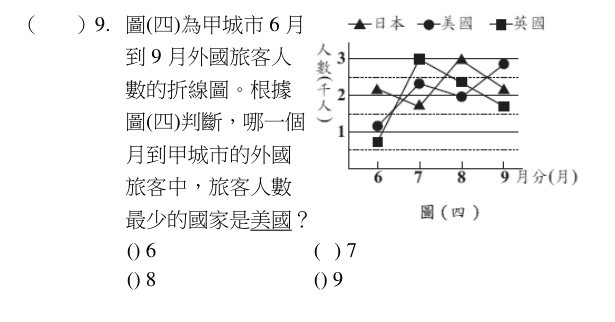 （　　）9. 圖(四)為甲城市 6 月
到 9 月外國旅客人
數的折線圖。根據
圖(四)判斷，哪一個
月到甲城市的外國
旅客中，旅客人數
最少的國家是美國？
() 6　( ) 7
() 8　() 9
日本 美國 英國
人數(千人)
3
2
1
6 7 8 9 月分(月)
圖(四)